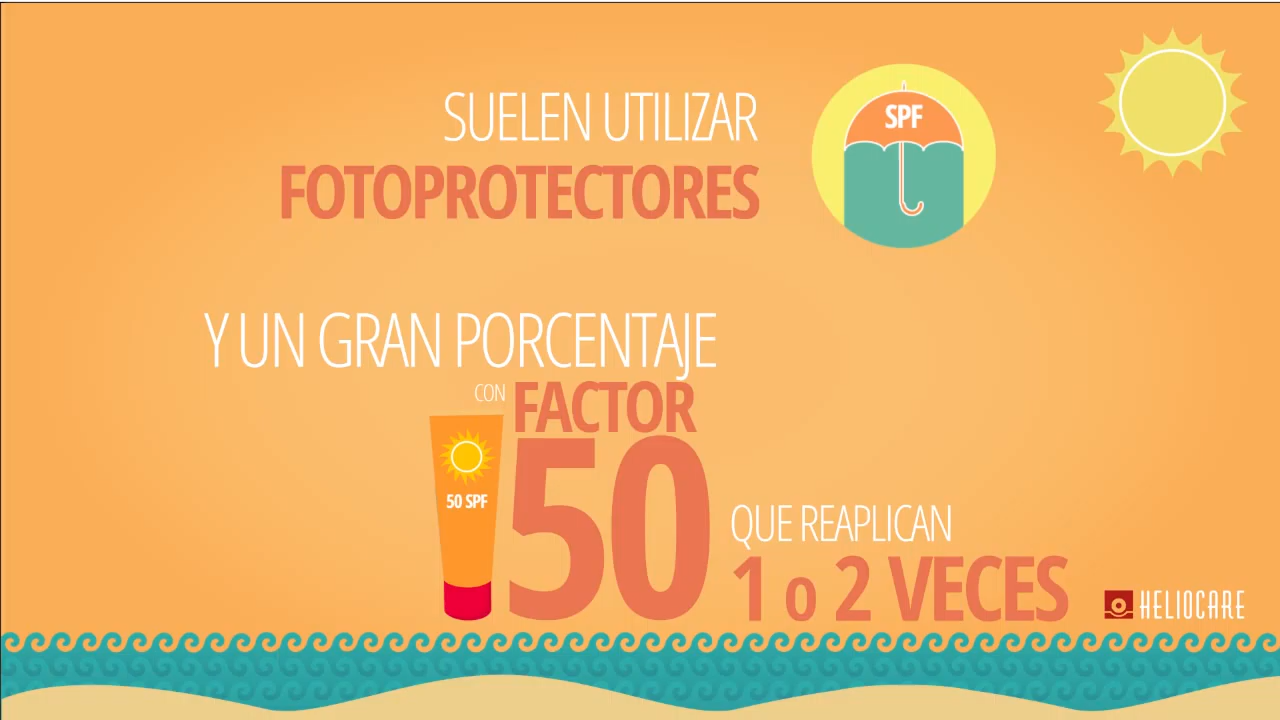 SUELEN UTILIZAR
FOTOPROTECTORES
SPF
Y UN GRAN PORCENTAJE
CON FACTOR
50
50 SPF
QUE REAPLICAN
1 o 2 VECES
HELIOCARE